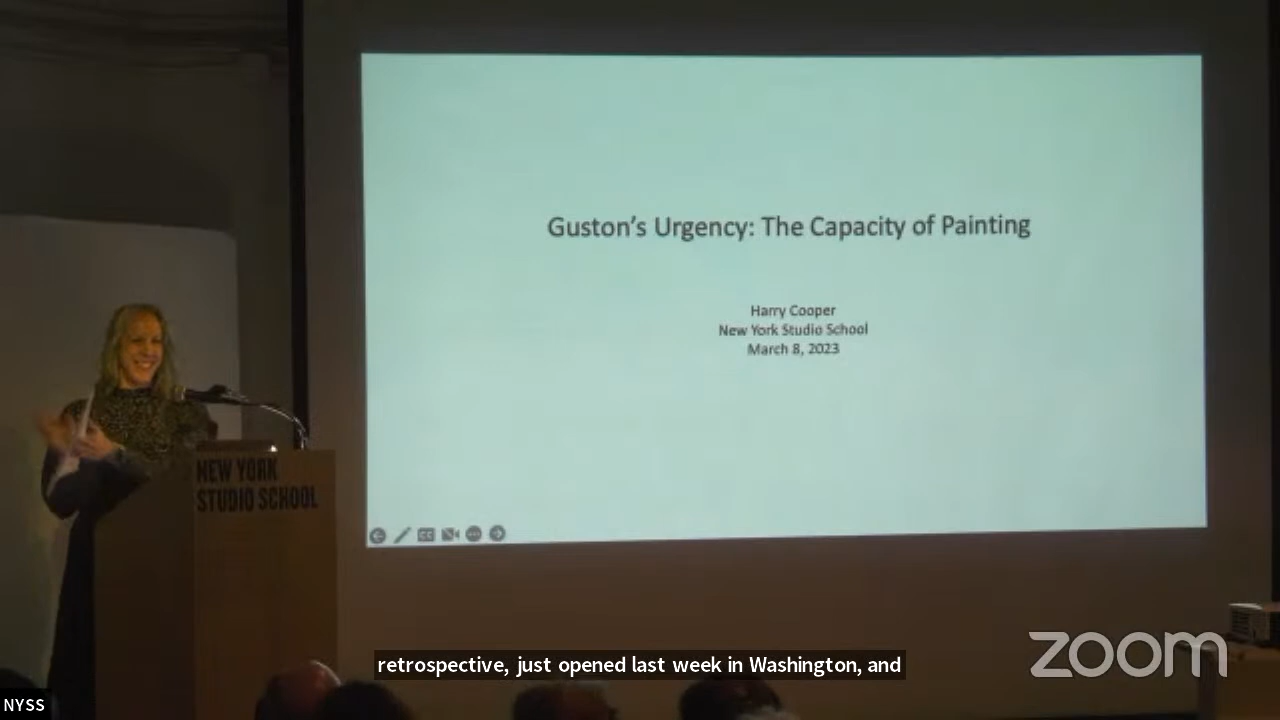 Guston's Urgency: The Capacity of Painting
Harry Cooper
New York Studio School
March 8, 2023
NEW YORK
STUDIO SCHOOL
CC
retrospective, just opened last week in Washington, and
zoom
NYSS